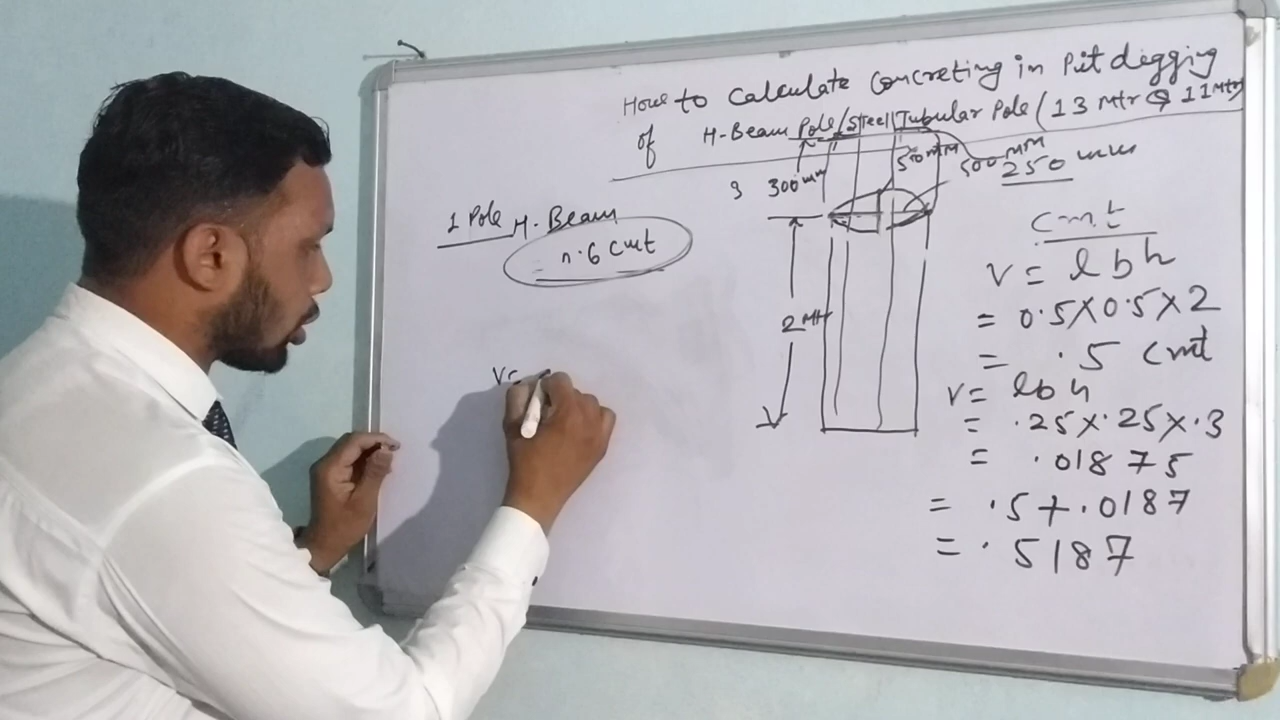 How to Calculate Concreting in Pit digging
of H-Beam Pole/Steel Tubular Pole (13 Mtr & 11 Mtr)
1 Pole H-Beam
0.6 Cmt
V=
300 mm
500 MM
500 MM
250 mm
2 Mtr
Cmt
V = l b h
= 0.5 X 0.5 X 2
= .5 Cmt
V = l b h
= .25 X .25 X .3
= .01875
= .5 + .0187
= .5187